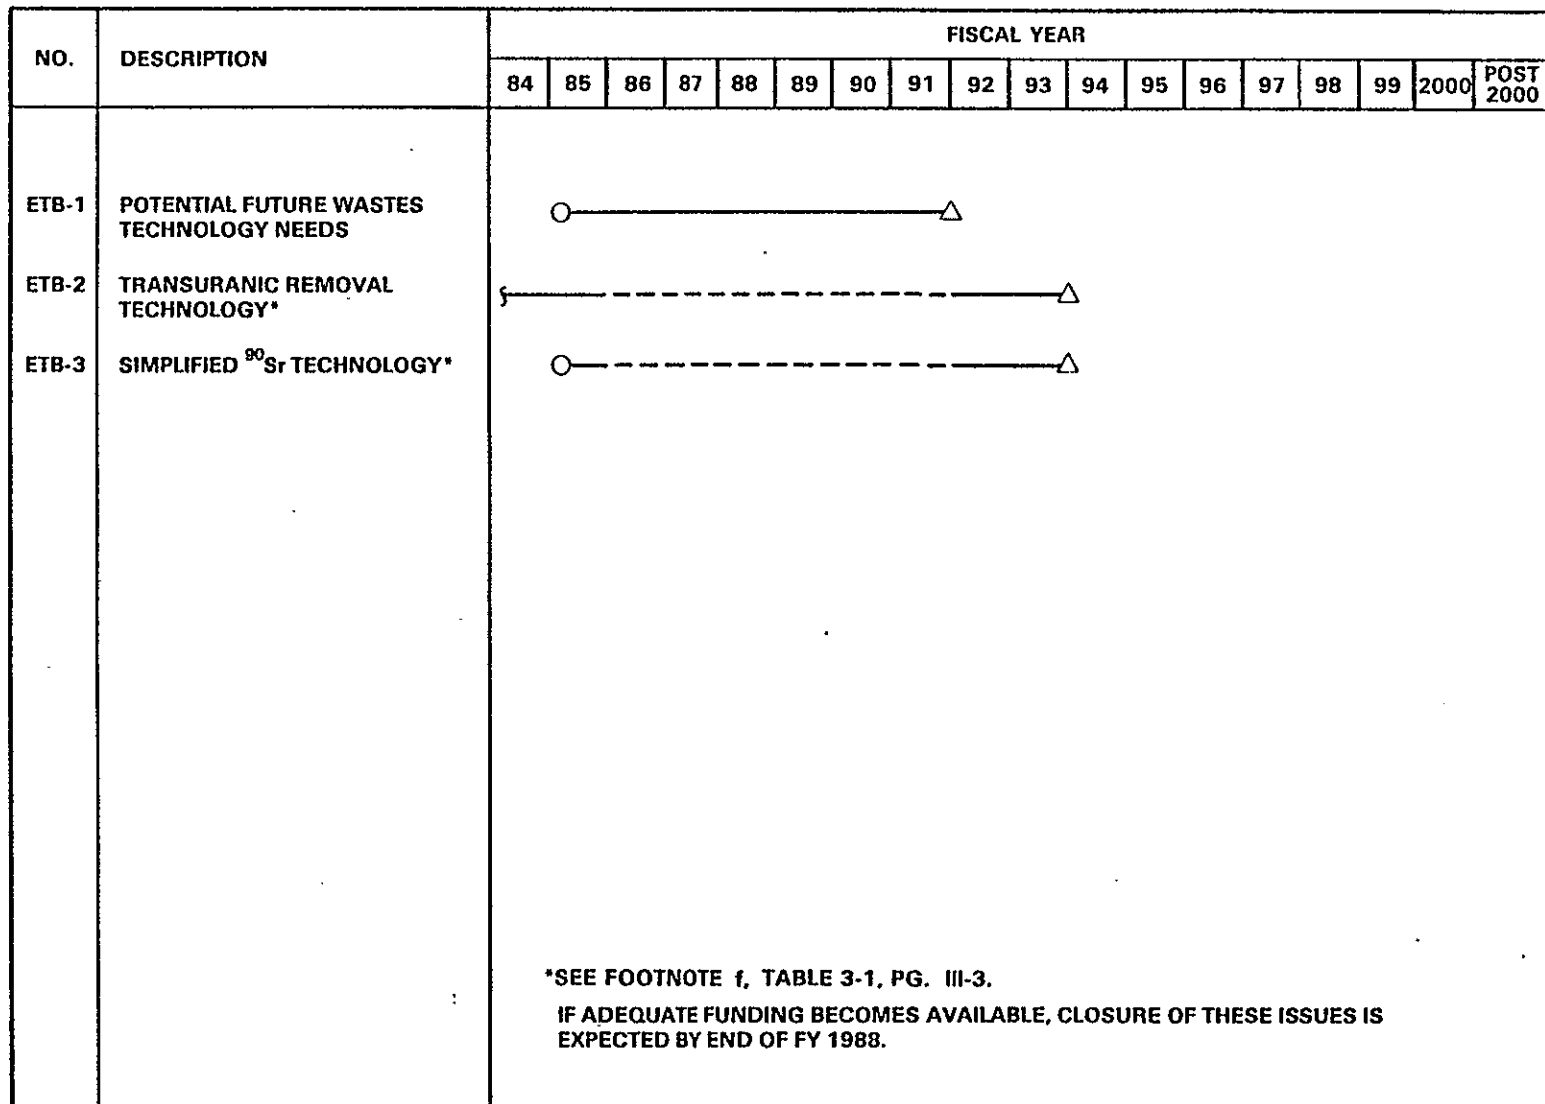 NO. DESCRIPTION FISCAL YEAR
84 85 86 87 88 89 90 91 92 93 94 95 96 97 98 99 2000 POST 2000
ETB-1 POTENTIAL FUTURE WASTES
TECHNOLOGY NEEDS
ETB-2 TRANSURANIC REMOVAL
TECHNOLOGY*
ETB-3 SIMPLIFIED ⁹⁰Sr TECHNOLOGY*
*SEE FOOTNOTE f, TABLE 3-1, PG. III-3.
IF ADEQUATE FUNDING BECOMES AVAILABLE, CLOSURE OF THESE ISSUES IS
EXPECTED BY END OF FY 1988.